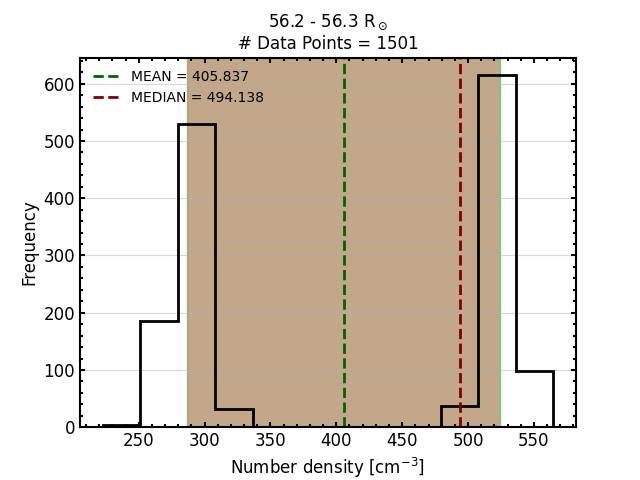 56.2 - 56.3 R⊙
# Data Points = 1501
MEAN = 405.837
MEDIAN = 494.138
Frequency
600
500
400
300
200
100
0
250 300 350 400 450 500 550
Number density [cm⁻³]